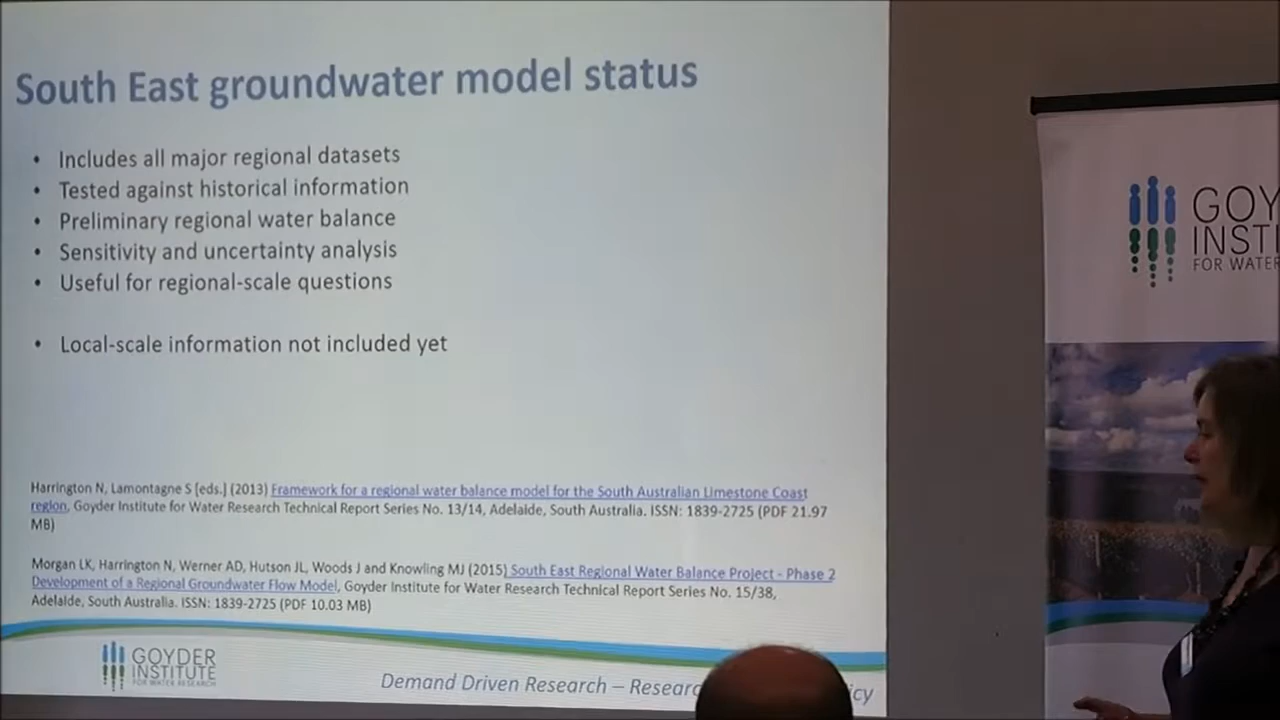 South East groundwater model status
• Includes all major regional datasets
• Tested against historical information
• Preliminary regional water balance
• Sensitivity and uncertainty analysis
• Useful for regional-scale questions
• Local-scale information not included yet
Harrington N, Lamontagne S [eds.] (2013) Framework for a regional water balance model for the South Australian Limestone Coast
region, Goyder Institute for Water Research Technical Report Series No. 13/14, Adelaide, South Australia. ISSN: 1839-2725 (PDF 21.97
MB)
Morgan LK, Harrington N, Werner AD, Hutson JL, Woods J and Knowling MJ (2015) South East Regional Water Balance Project - Phase 2
Development of a Regional Groundwater Flow Model, Goyder Institute for Water Research Technical Report Series No. 15/38,
Adelaide, South Australia. ISSN: 1839-2725 (PDF 10.03 MB)
GOYDER
INSTITUTE
FOR WATER RESEARCH
Demand Driven Research – Researc icy
GOY
INSTI
FOR WATER